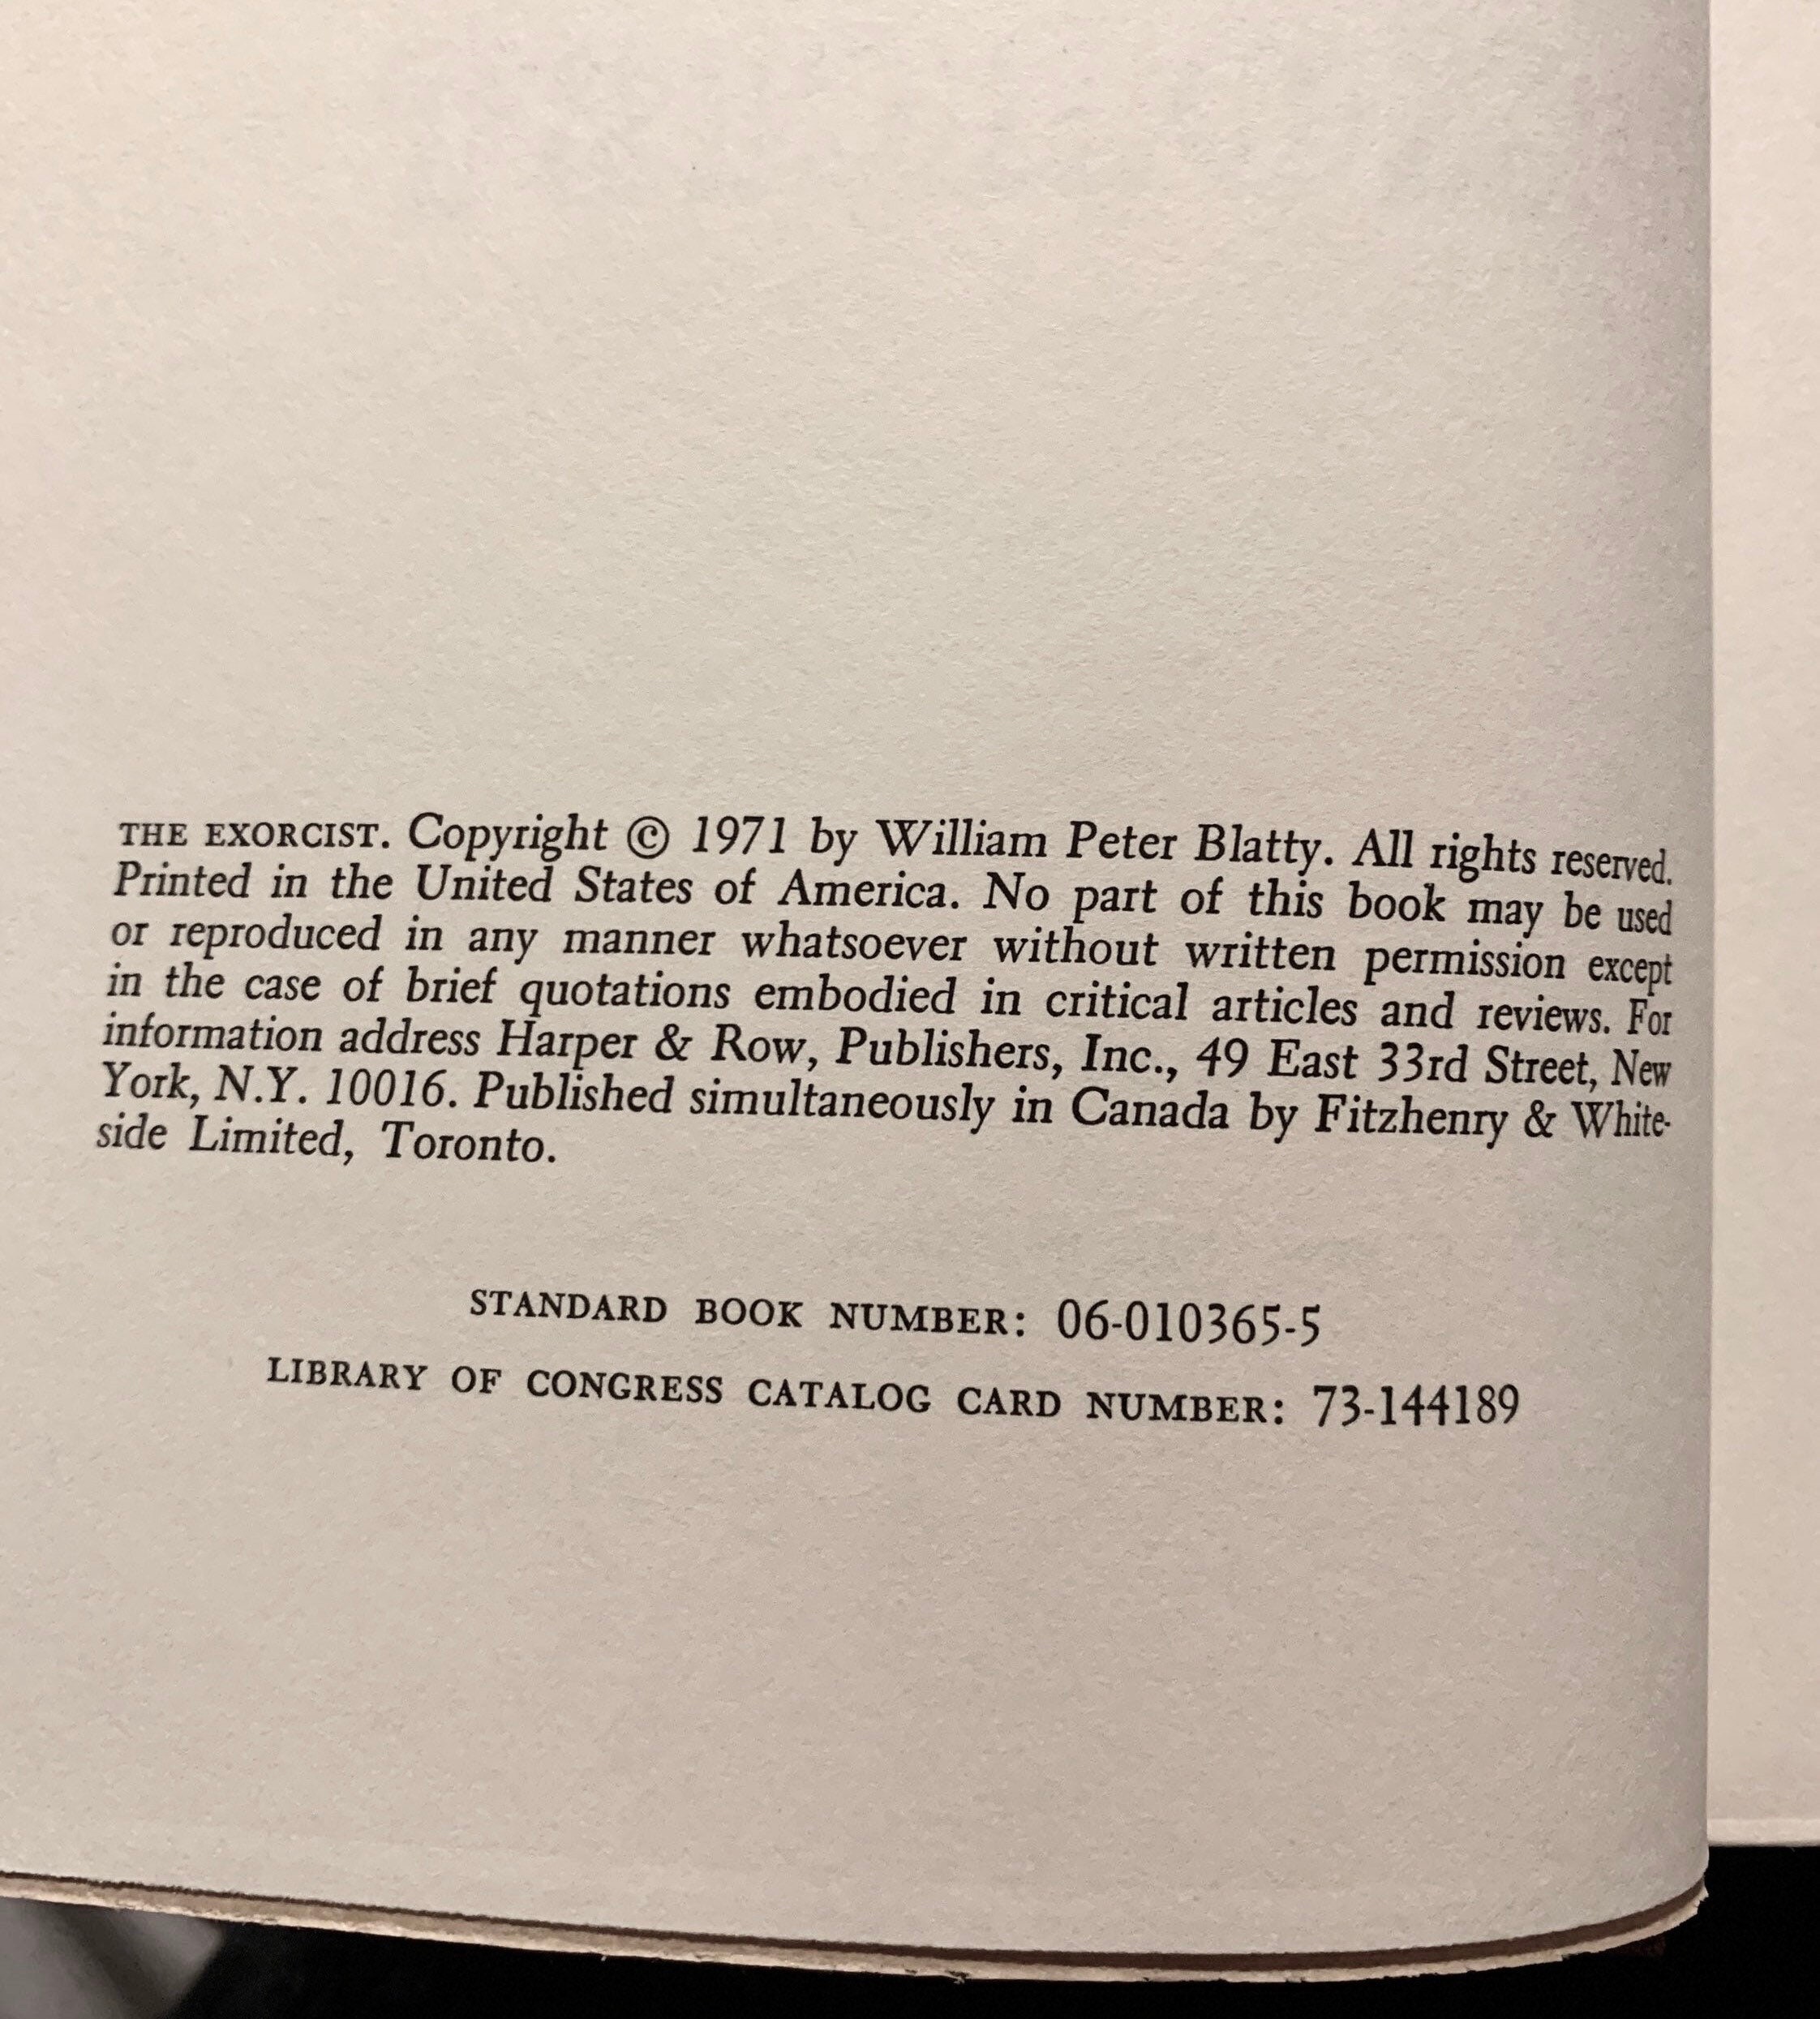 THE EXORCIST. Copyright © 1971 by William Peter Blatty. All rights reserved.
Printed in the United States of America. No part of this book may be used
or reproduced in any manner whatsoever without written permission except
in the case of brief quotations embodied in critical articles and reviews. For
information address Harper & Row, Publishers, Inc., 49 East 33rd Street, New
York, N.Y. 10016. Published simultaneously in Canada by Fitzhenry & White-
side Limited, Toronto.
STANDARD BOOK NUMBER: 06-010365-5
LIBRARY OF CONGRESS CATALOG CARD NUMBER: 73-144189